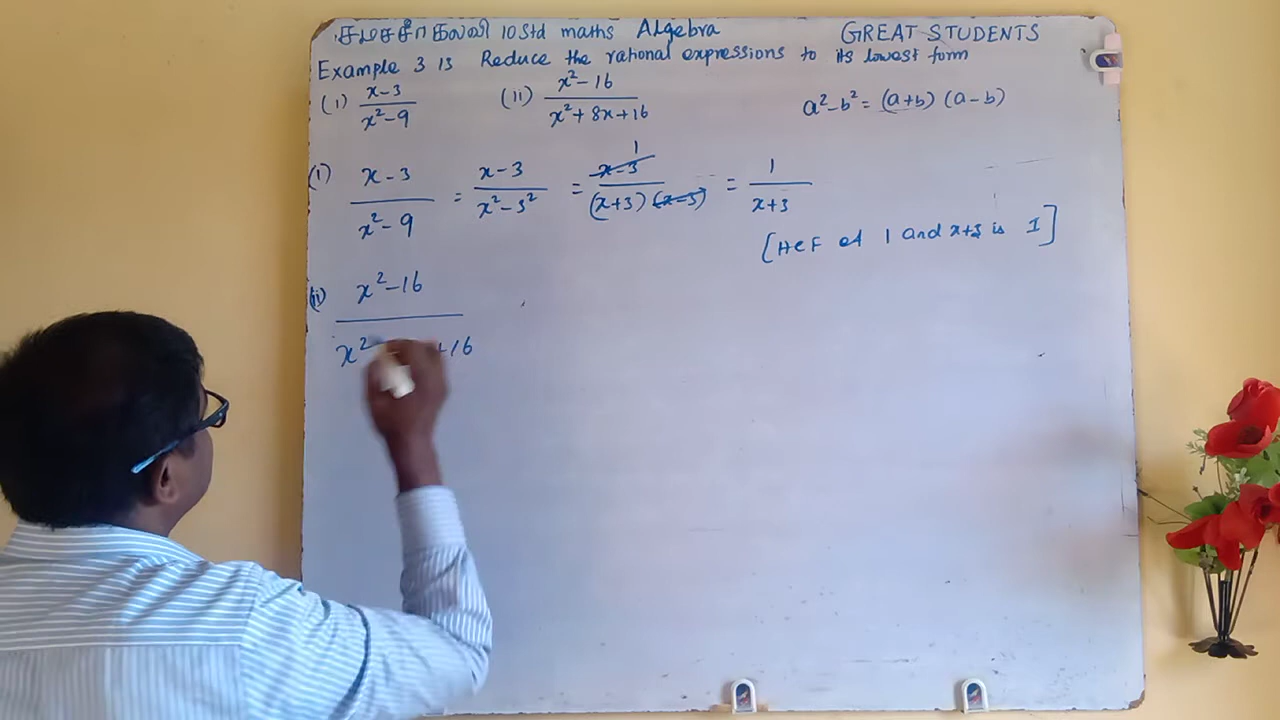 சமச்சீர் கல்வி 10 Std maths Algebra GREAT STUDENTS
Example 3 13 Reduce the rational expressions to its lowest form
(i) x-3 / x²-9 (ii) x²-16 / x²+8x+16 a²-b² = (a+b) (a-b)
(i) x-3 / x²-9 = x-3 / x²-3² = x-3 1 / (x+3) (x-3) = 1 / x+3
[HCF of 1 and x+3 is 1]
(ii) x²-16 / x² +16